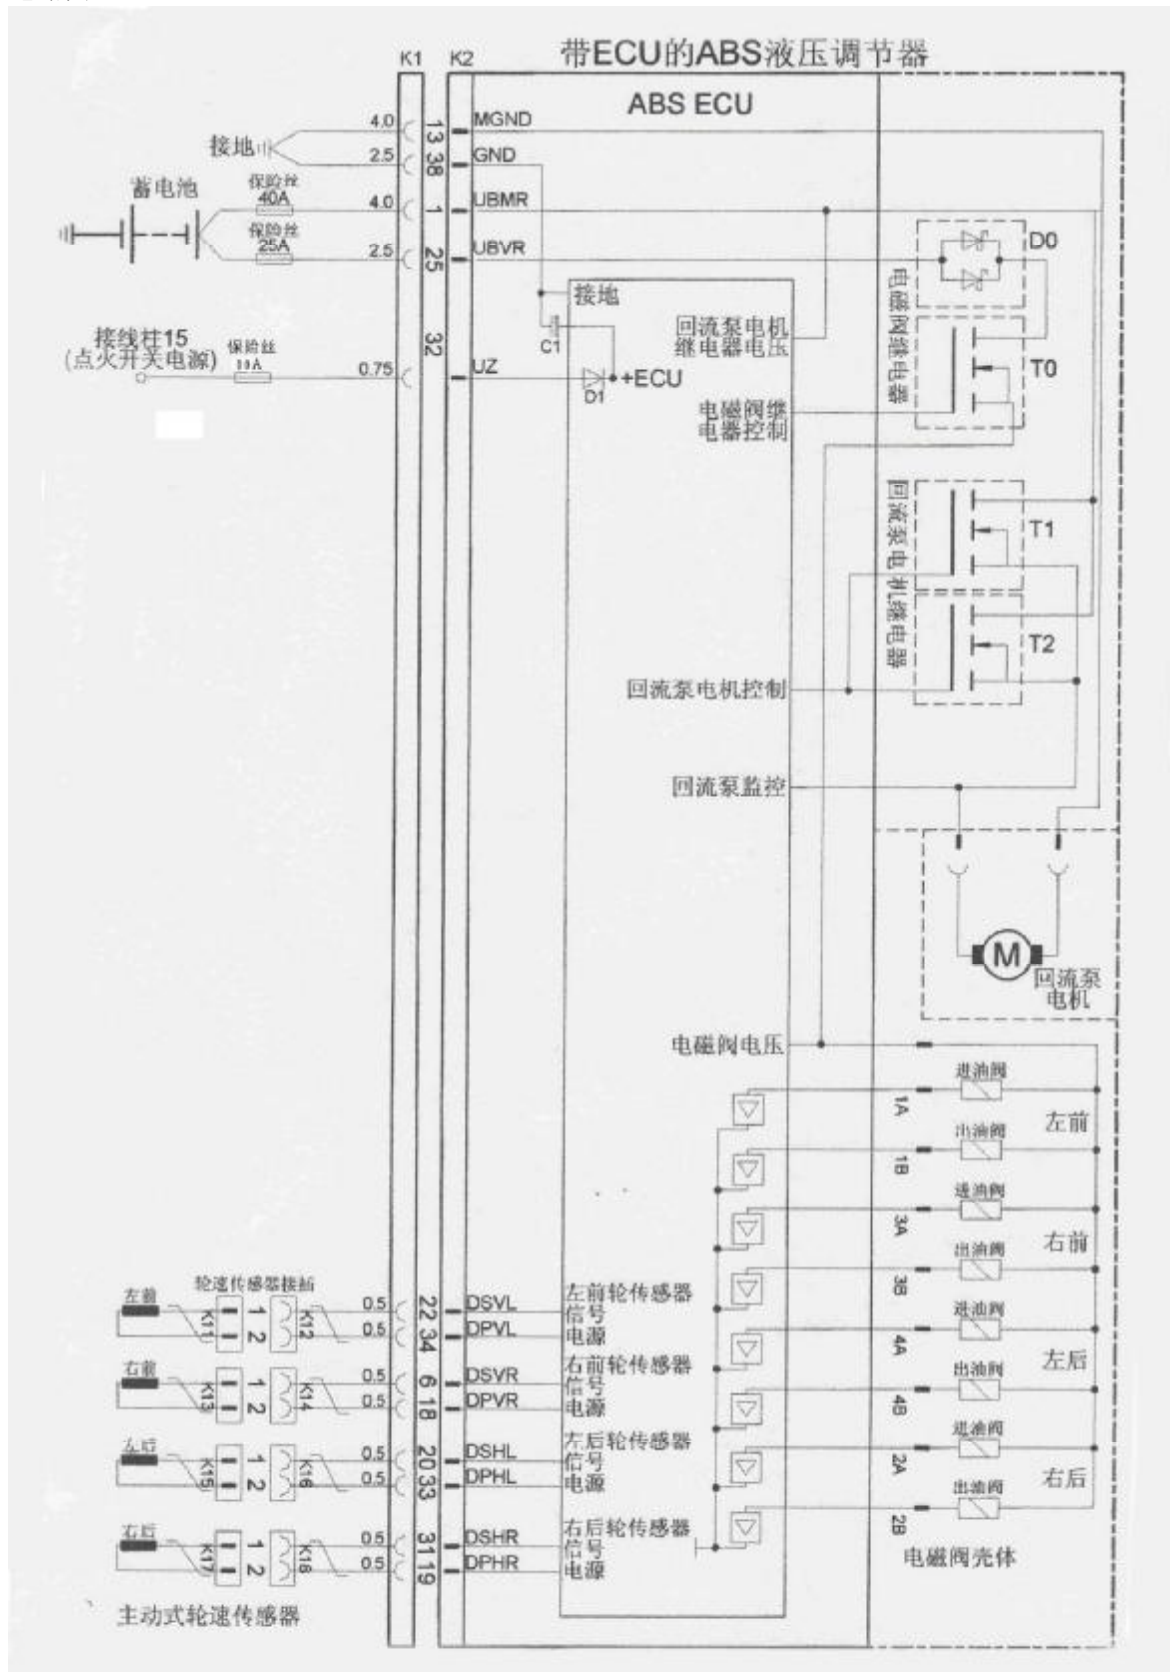 带ECU的ABS液压调节器
K1
K2
ABS ECU
4.0
13
MGND
接地
2.5
38
GND
蓄电池
保险丝
40A
4.0
1
UBMR
保险丝
25A
2.5
25
UBVR
D0
接地
电磁阀继电器
接线柱15
(点火开关电源)
保险丝
10A
0.75
32
UZ
C1
D1
+ECU
回流泵电机
继电器电压
T0
电磁阀继
电器控制
回流泵电机继电器
T1
T2
回流泵电机控制
回流泵监控
M
回流泵
电机
电磁阀电压
进油阀
1A
左前
出油阀
1B
进油阀
3A
右前
出油阀
3B
进油阀
4A
左后
出油阀
4B
进油阀
2A
右后
出油阀
2B
电磁阀壳体
轮速传感器接插
左前
K11
1
2
K12
0.5
0.5
22
34
DSVL
DPVL
左前轮传感器
信号
电源
右前
K13
1
2
K14
0.5
0.5
6
18
DSVR
DPVR
右前轮传感器
信号
电源
左后
K15
1
2
K16
0.5
0.5
20
33
DSHL
DPHL
左后轮传感器
信号
电源
右后
K17
1
2
K18
0.5
0.5
31
19
DSHR
DPHR
右后轮传感器
信号
电源
主动式轮速传感器